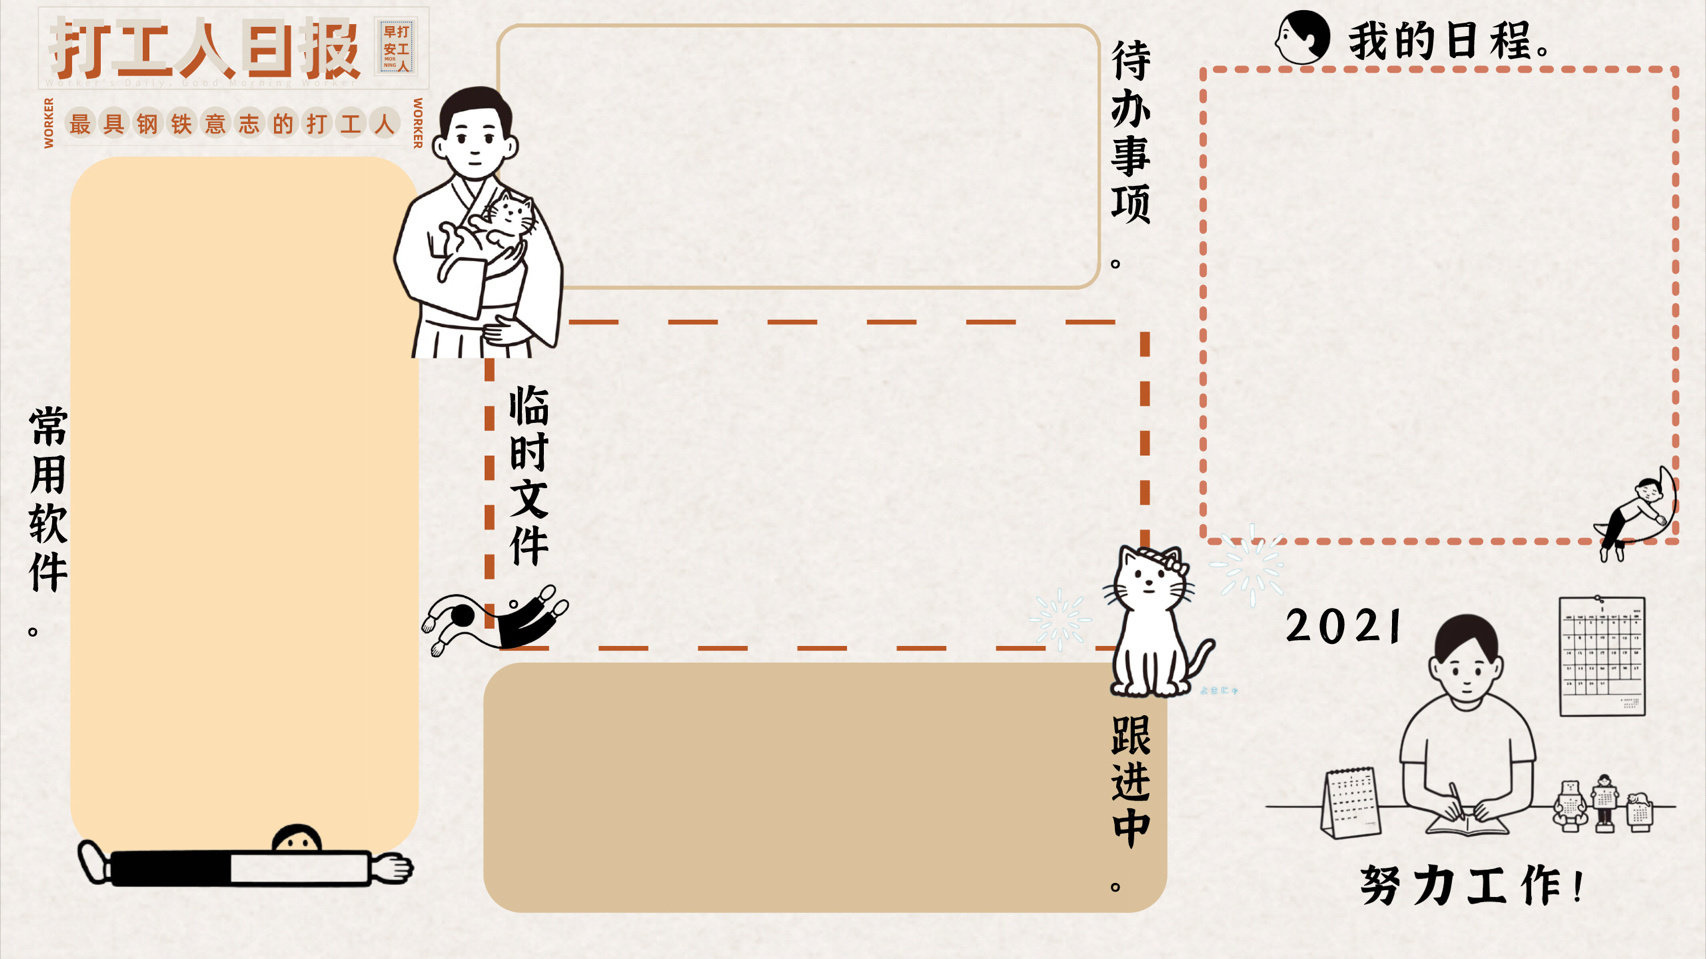 打工人日报
早安
打工人
MOR
NING
Worker's Daily, Good Morning Worker
WORKER
最具钢铁意志的打工人
WORKER
常用软件。
待办事项。
临时文件。
跟进中。
我的日程。
2021
努力工作!